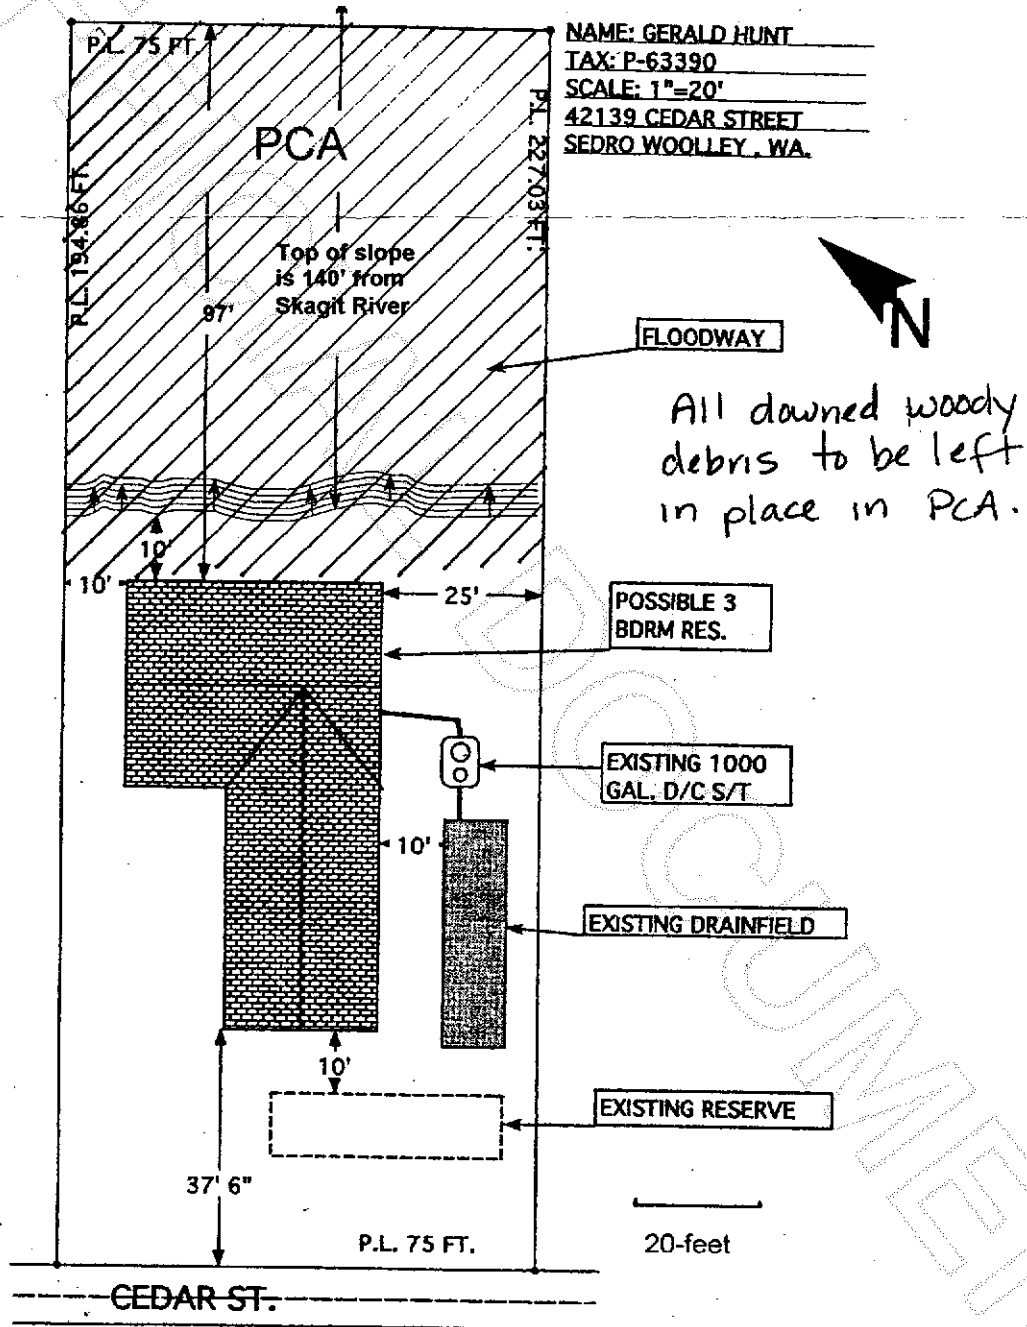 NAME: GERALD HUNT
TAX: P-63390
SCALE: 1"=20'
42139 CEDAR STREET
SEDRO WOOLLEY, WA.
P.L. 75 FT.
PCA
P.L. 227.03 FT.
P.L. 194.86 FT.
Top of slope
is 140' from
Skagit River
97'
N
FLOODWAY
All downed woody
debris to be left
in place in PCA.
10'
10'
25'
POSSIBLE 3
BDRM RES.
EXISTING 1000
GAL. D/C S/T
10'
EXISTING DRAINFIELD
10'
EXISTING RESERVE
37' 6"
20-feet
P.L. 75 FT.
CEDAR ST.